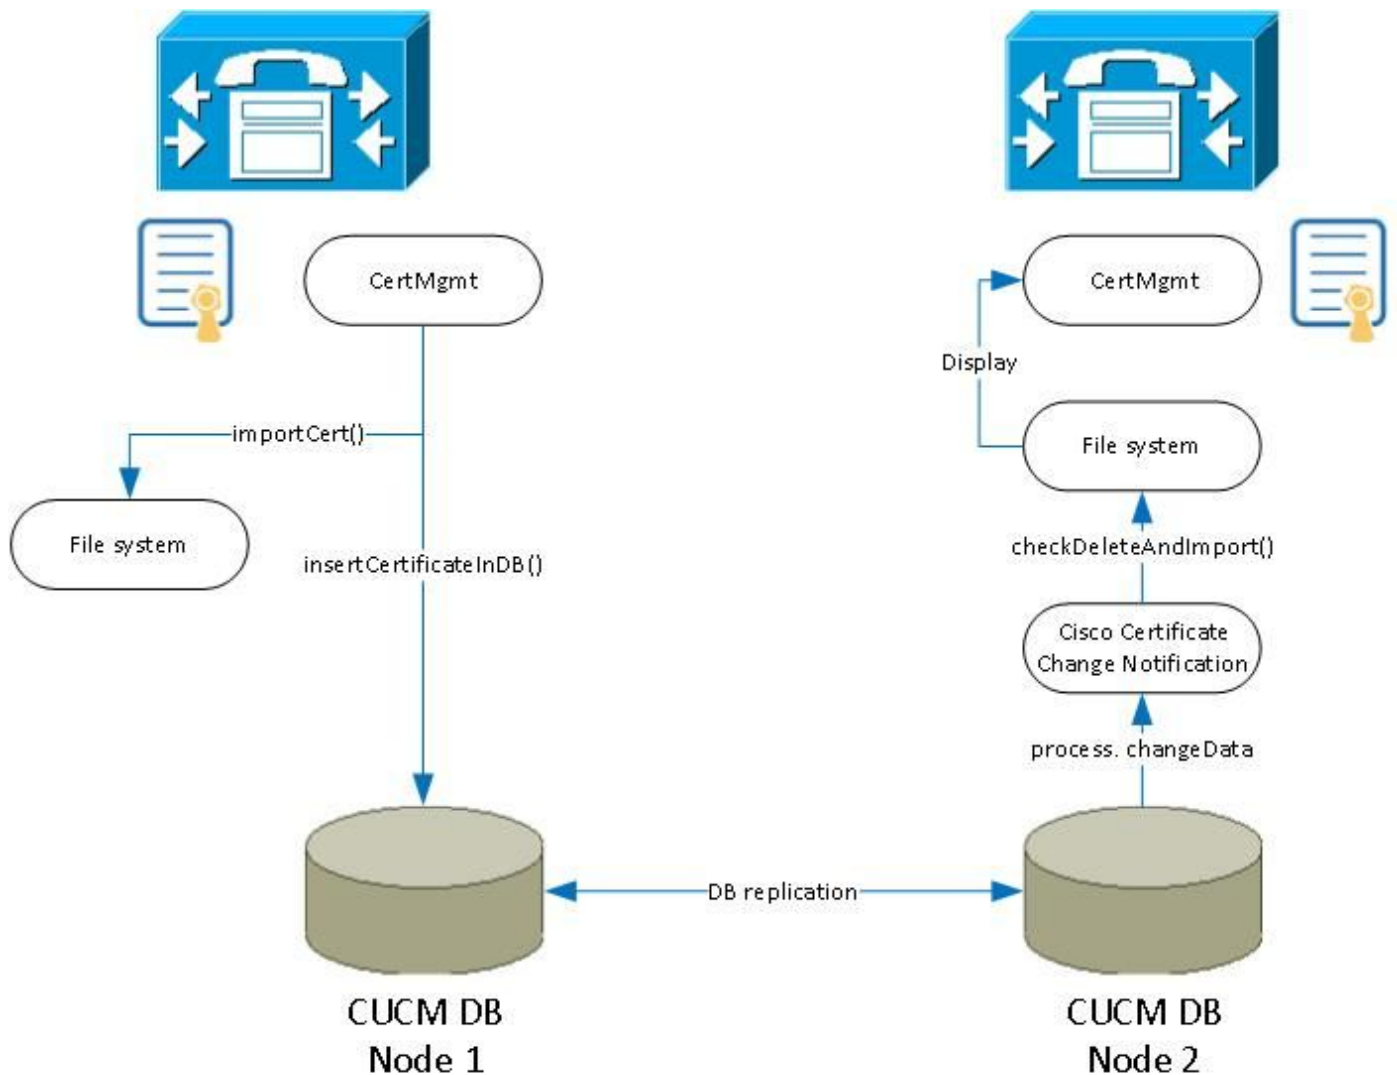 CertMgmt
CertMgmt
Display
importCert()
File system
File system
insertCertificateInDB()
checkDeleteAndImport()
Cisco Certificate
Change Notification
process. changeData
DB replication
CUCM DB
Node 1
CUCM DB
Node 2